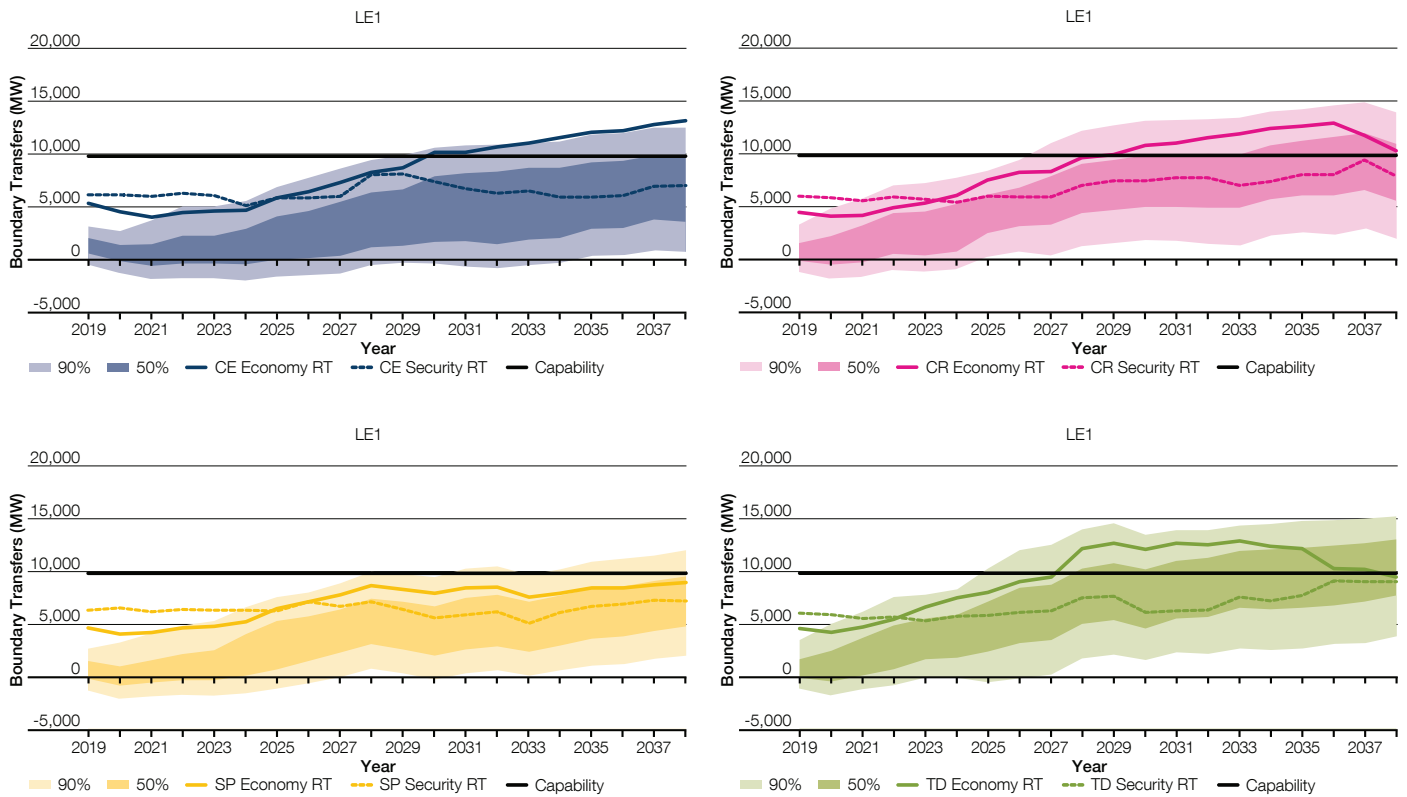 LE1
20,000
15,000
10,000
5,000
0
-5,000
Boundary Transfers (MW)
2019 2021 2023 2025 2027 2029 2031 2033 2035 2037
Year
90% 50% CE Economy RT CE Security RT Capability
LE1
20,000
15,000
10,000
5,000
0
-5,000
Boundary Transfers (MW)
2019 2021 2023 2025 2027 2029 2031 2033 2035 2037
Year
90% 50% CR Economy RT CR Security RT Capability
LE1
20,000
15,000
10,000
5,000
0
-5,000
Boundary Transfers (MW)
2019 2021 2023 2025 2027 2029 2031 2033 2035 2037
Year
90% 50% SP Economy RT SP Security RT Capability
LE1
20,000
15,000
10,000
5,000
0
-5,000
Boundary Transfers (MW)
2019 2021 2023 2025 2027 2029 2031 2033 2035 2037
Year
90% 50% TD Economy RT TD Security RT Capability